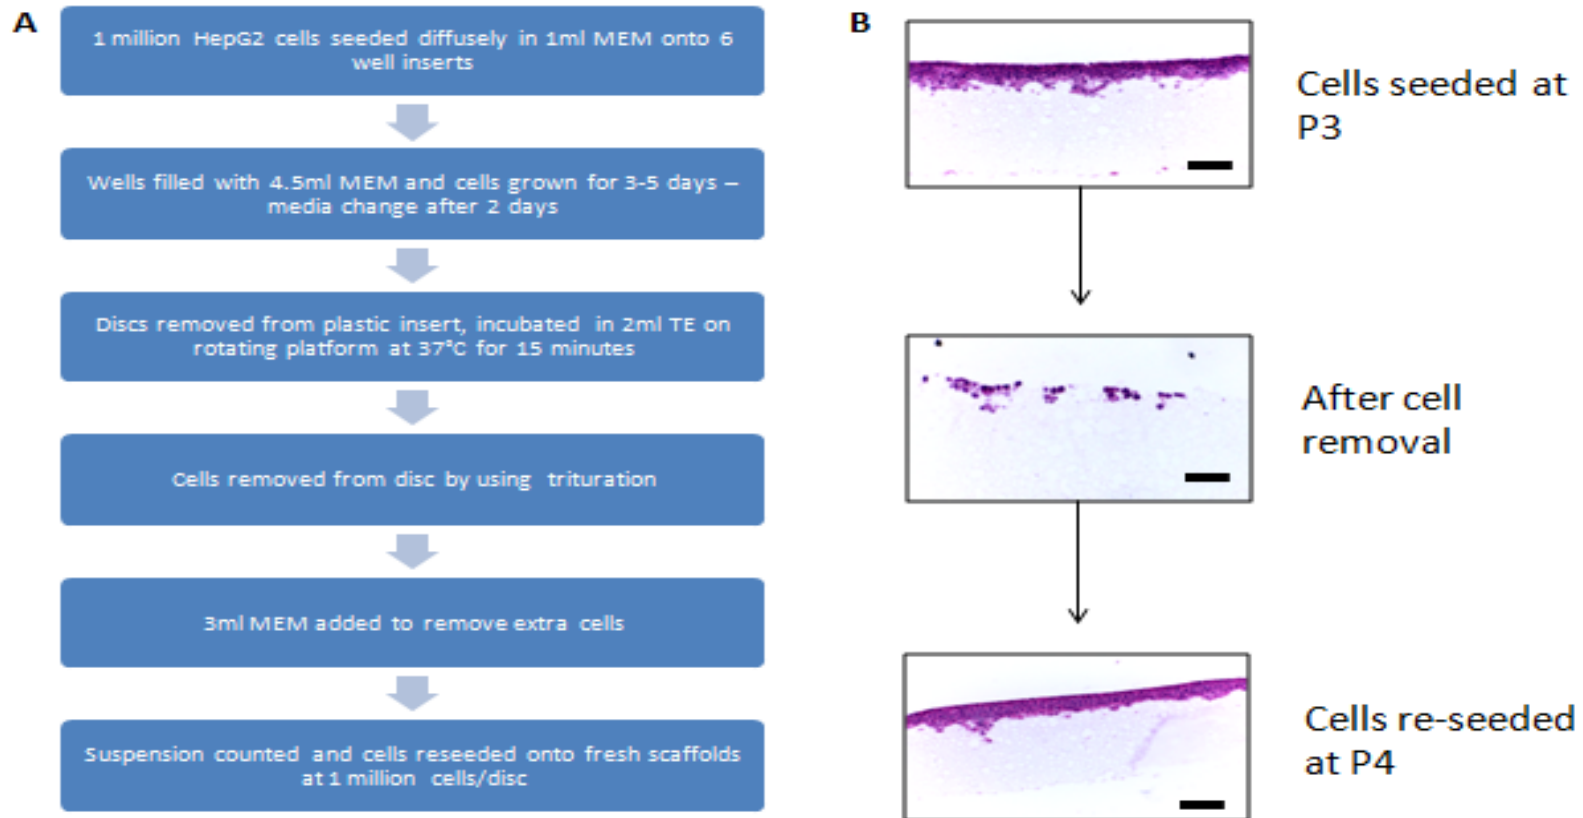 A
1 million HepG2 cells seeded diffusely in 1ml MEM onto 6
well inserts
Wells filled with 4.5ml MEM and cells grown for 3-5 days –
media change after 2 days
Discs removed from plastic insert, incubated in 2ml TE on
rotating platform at 37°C for 15 minutes
Cells removed from disc by using trituration
3ml MEM added to remove extra cells
Suspension counted and cells reseeded onto fresh scaffolds
at 1 million cells/disc
B
Cells seeded at
P3
After cell
removal
Cells re-seeded
at P4